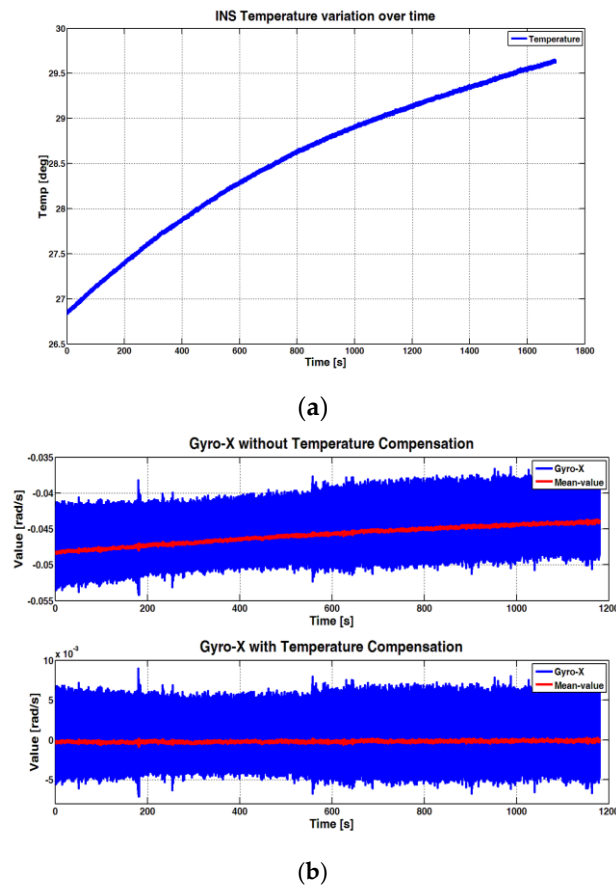 INS Temperature variation over time
Temperature
Temp [deg]
30
29.5
29
28.5
28
27.5
27
26.5
0 200 400 600 800 1000 1200 1400 1600 1800
Time [s]
(a)
Gyro-X without Temperature Compensation
Gyro-X
Mean-value
Value [rad/s]
-0.035
-0.04
-0.045
-0.05
-0.055
0 200 400 600 800 1000 1200
Time [s]
Gyro-X with Temperature Compensation
x 10 -3
Gyro-X
Mean-value
Value [rad/s]
10
5
0
-5
0 200 400 600 800 1000 1200
Time [s]
(b)